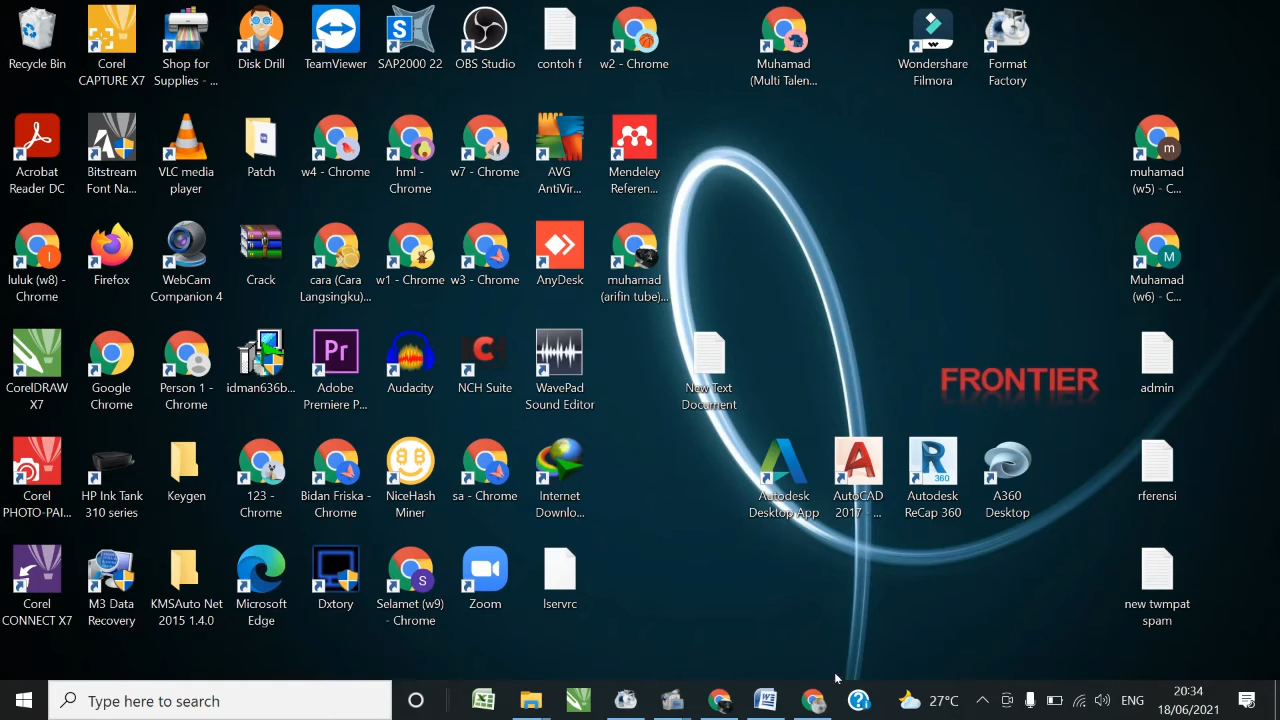 Recycle Bin
Corel
CAPTURE X7
Shop for
Supplies - ...
Disk Drill
TeamViewer
SAP2000 22
OBS Studio
contoh f
w2 - Chrome
Muhamad
(Multi Talen...
Wondershare
Filmora
Format
Factory
Acrobat
Reader DC
Bitstream
Font Na...
VLC media
player
Patch
w4 - Chrome
hml -
Chrome
w7 - Chrome
AVG
AntiVir...
Mendeley
Referen...
muhamad
(w5) - C...
luluk (w8) -
Chrome
Firefox
WebCam
Companion 4
Crack
cara (Cara
Langsingku)...
w1 - Chrome
w3 - Chrome
AnyDesk
muhamad
(arifin tube)...
Muhamad
(w6) - C...
CorelDRAW
X7
Google
Chrome
Person 1 -
Chrome
idman636b...
Adobe
Premiere P...
Audacity
NCH Suite
WavePad
Sound Editor
New Text
Document
FRONTIER
admin
Corel
PHOTO-PAI...
HP Ink Tank
310 series
Keygen
123 -
Chrome
Bidan Friska -
Chrome
NiceHash
Miner
sa - Chrome
Internet
Downlo...
Autodesk
Desktop App
AutoCAD
2017 - ...
Autodesk
ReCap 360
A360
Desktop
rferensi
Corel
CONNECT X7
M3 Data
Recovery
KMSAuto Net
2015 1.4.0
Microsoft
Edge
Dxtory
Selamet (w9)
- Chrome
Zoom
lservrc
new twmpat
spam
Type here to search
27°C
ENG
20:34
18/06/2021